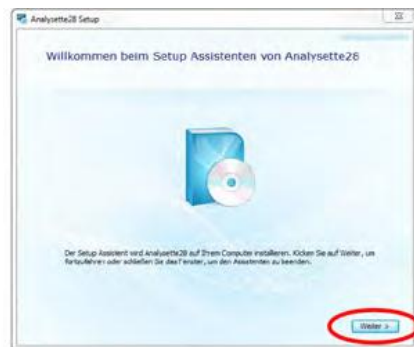 Analysette28 Setup
Willkommen beim Setup Assistenten von Analysette28
Der Setup Assistent wird Analysette28 auf Ihrem Computer installieren. Klicken Sie auf Weiter, um
fortzufahren oder schließen Sie das Fenster, um den Assistenten zu beenden.
Weiter >